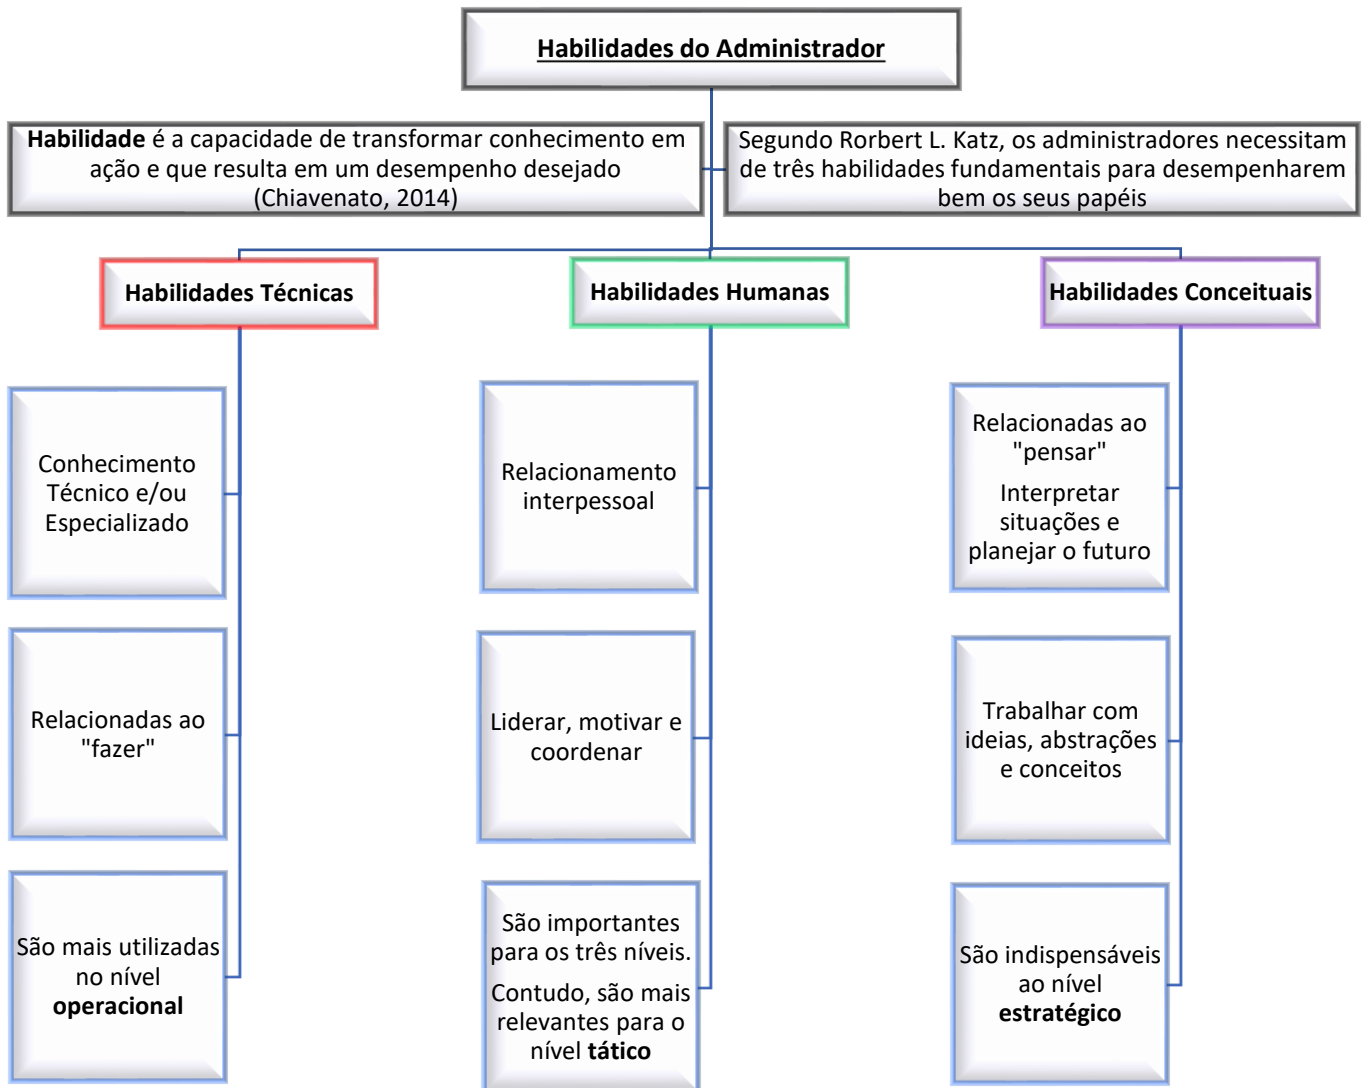 Habilidades do Administrador
Habilidade é a capacidade de transformar conhecimento em
ação e que resulta em um desempenho desejado
(Chiavenato, 2014)
Segundo Rorbert L. Katz, os administradores necessitam
de três habilidades fundamentais para desempenharem
bem os seus papéis
Habilidades Técnicas
Conhecimento
Técnico e/ou
Especializado
Relacionadas ao
"fazer"
São mais utilizadas
no nível
operacional
Habilidades Humanas
Relacionamento
interpessoal
Liderar, motivar e
coordenar
São importantes
para os três níveis.
Contudo, são mais
relevantes para o
nível tático
Habilidades Conceituais
Relacionadas ao
"pensar"
Interpretar
situações e
planejar o futuro
Trabalhar com
ideias, abstrações
e conceitos
São indispensáveis
ao nível
estratégico